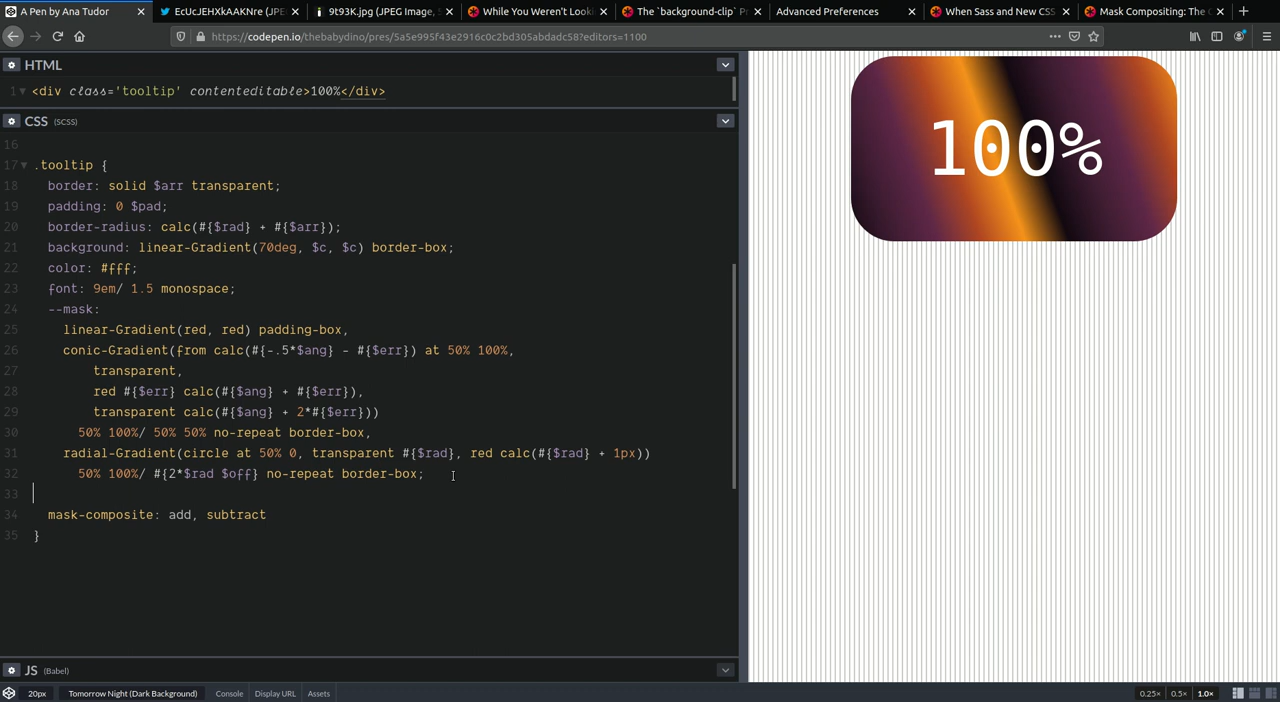 A Pen by Ana Tudor
EcUcJEHXkAAKNre (JPE
9t93K.jpg (JPEG Image,
While You Weren't Looki
The `background-clip` P
Advanced Preferences
When Sass and New CSS
Mask Compositing: The C
https://codepen.io/thebabydino/pres/5a5e995f43e2916c0c2bd305abdadc58?editors=1100
HTML
1 <div class='tooltip' contenteditable>100%</div>
CSS (SCSS)
16
17 .tooltip {
18 border: solid $arr transparent;
19 padding: 0 $pad;
20 border-radius: calc(#{$rad} + #{$arr});
21 background: linear-Gradient(70deg, $c, $c) border-box;
22 color: #fff;
23 font: 9em/ 1.5 monospace;
24 --mask:
25 linear-Gradient(red, red) padding-box,
26 conic-Gradient(from calc(#{-.5*$ang} - #{$err}) at 50% 100%,
27 transparent,
28 red #{$err} calc(#{$ang} + #{$err}),
29 transparent calc(#{$ang} + 2*#{$err}))
30 50% 100%/ 50% 50% no-repeat border-box,
31 radial-Gradient(circle at 50% 0, transparent #{$rad}, red calc(#{$rad} + 1px))
32 50% 100%/ #{2*$rad $off} no-repeat border-box;
33
34 mask-composite: add, subtract
35 }
JS (Babel)
20px
Tomorrow Night (Dark Background)
Console
Display URL
Assets
0.25×
0.5×
1.0×
100%